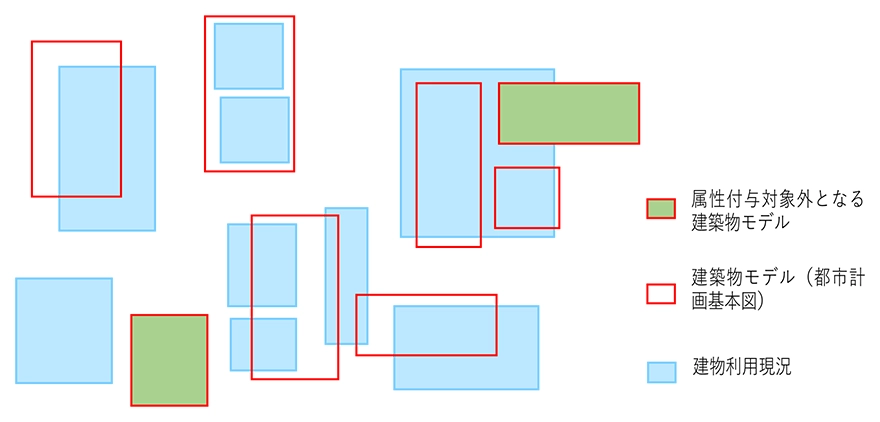 属性付与対象外となる
建築物モデル
建築物モデル（都市計
画基本図）
建物利用現況